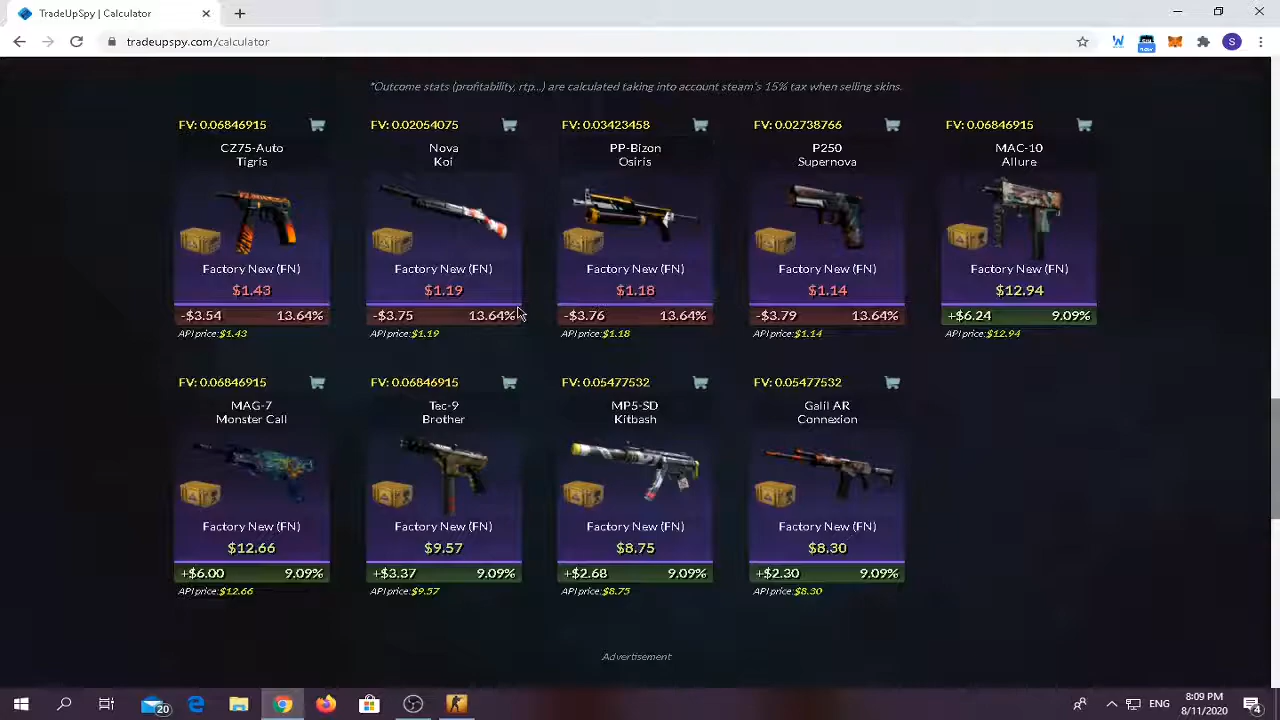 TradeUpSpy | Calculator
tradeupspy.com/calculator
*Outcome stats (profitability, rtp...) are calculated taking into account steam's 15% tax when selling skins.
FV: 0.06846915
CZ75-Auto
Tigris
Factory New (FN)
$1.43
-$3.54 13.64%
API price:$1.43
FV: 0.02054075
Nova
Koi
Factory New (FN)
$1.19
-$3.75 13.64%
API price:$1.19
FV: 0.03423458
PP-Bizon
Osiris
Factory New (FN)
$1.18
-$3.76 13.64%
API price:$1.18
FV: 0.02738766
P250
Supernova
Factory New (FN)
$1.14
-$3.79 13.64%
API price:$1.14
FV: 0.06846915
MAC-10
Allure
Factory New (FN)
$12.94
+$6.24 9.09%
API price:$12.94
FV: 0.06846915
MAG-7
Monster Call
Factory New (FN)
$12.66
+$6.00 9.09%
API price:$12.66
FV: 0.06846915
Tec-9
Brother
Factory New (FN)
$9.57
+$3.37 9.09%
API price:$9.57
FV: 0.05477532
MP5-SD
Kitbash
Factory New (FN)
$8.75
+$2.68 9.09%
API price:$8.75
FV: 0.05477532
Galil AR
Connexion
Factory New (FN)
$8.30
+$2.30 9.09%
API price:$8.30
Advertisement
20
ENG
8:09 PM
8/11/2020
4